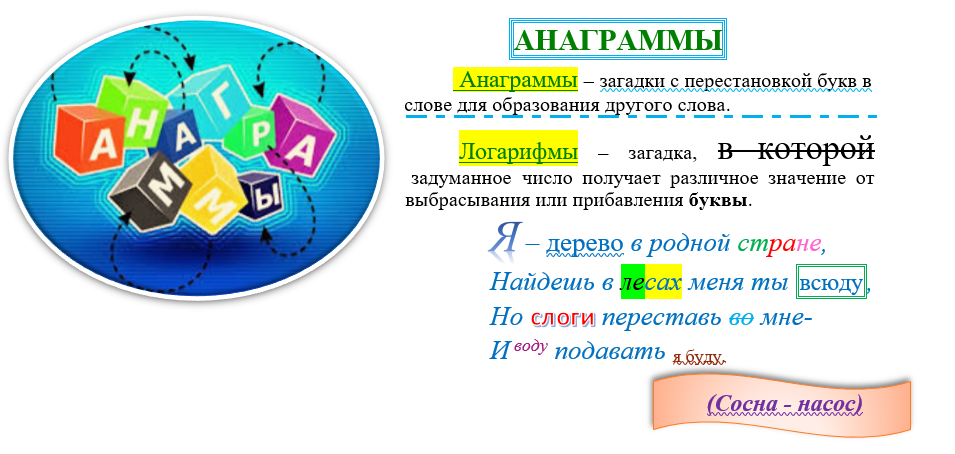 АНАГРАММЫ
АНАГРАММЫ
Анаграммы – загадки с перестановкой букв в
слове для образования другого слова.
Логарифмы – загадка, в которой
задуманное число получает различное значение от
выбрасывания или прибавления буквы.
Я – дерево в родной стране,
Найдешь в лесах меня ты всюду,
Но слоги переставь во мне-
И воду подавать я буду.
(Сосна - насос)